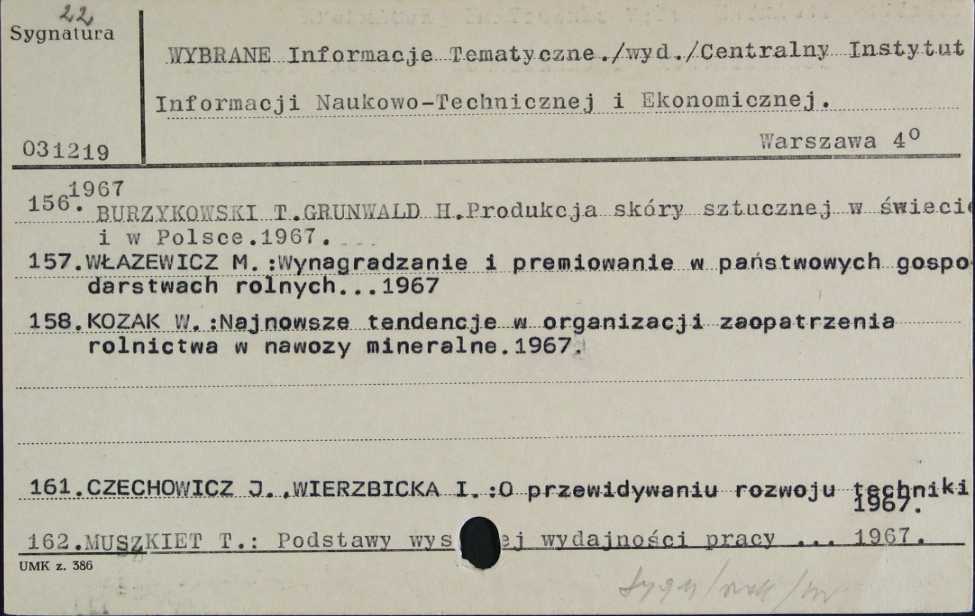 22
Sygnatura
WYBRANE Informacje Tematyczne./wyd./Centralny Instytut
Informacji Naukowo-Technicznej i Ekonomicznej.
031219
Warszawa 4º
1967
156. BURZYKOWSKI T.GRUNWALD H.Produkcja skóry sztucznej w świecie
i w Polsce.1967.
157.WŁAZEWICZ M.:Wynagradzanie i premiowanie w państwowych gospo
darstwach rolnych...1967
158.KOZAK W.:Najnowsze tendencje w organizacji zaopatrzenia
rolnictwa w nawozy mineralne.1967.
161.CZECHOWICZ J.,WIERZBICKA I.:O przewidywaniu rozwoju techniki
1967.
162.MUSZKIET T.: Podstawy wys ej wydajności pracy ... 1967.
UMK z. 386